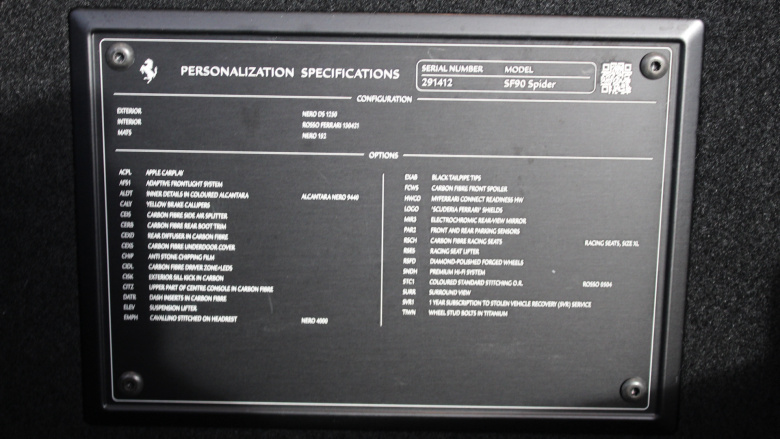 PERSONALIZATION SPECIFICATIONS
SERIAL NUMBER MODEL
291412 SF90 Spider
CONFIGURATION
EXTERIOR NERO DS 1250
INTERIOR ROSSO FERRARI 130421
MATS NERO 152
OPTIONS
ACPL APPLE CARPLAY
AFS1 ADAPTIVE FRONTLIGHT SYSTEM
ALDT INNER DETAILS IN COLOURED ALCANTARA ALCANTARA NERO 9440
CALY YELLOW BRAKE CALLIPERS
CEIS CARBON FIBRE SIDE AIR SPLITTER
CERB CARBON FIBRE REAR BOOT TRIM
CEXD REAR DIFFUSER IN CARBON FIBRE
CEXS CARBON FIBRE UNDERDOOR COVER
CHIP ANTI STONE CHIPPING FILM
CIDL CARBON FIBRE DRIVER ZONE+LEDS
CISK EXTERIOR SILL KICK IN CARBON
CITZ UPPER PART OF CENTRE CONSOLE IN CARBON FIBRE
DATR DASH INSERTS IN CARBON FIBRE
ELEV SUSPENSION LIFTER
EMPH CAVALLINO STITCHED ON HEADREST NERO 4000
EXAB BLACK TAILPIPE TIPS
FCWS CARBON FIBRE FRONT SPOILER
HWCO MYFERRARI CONNECT READINESS HW
LOGO "SCUDERIA FERRARI" SHIELDS
MIR3 ELECTROCHROMIC REAR-VIEW MIRROR
PAR2 FRONT AND REAR PARKING SENSORS
RSCH CARBON FIBRE RACING SEATS RACING SEATS, SIZE XL
RSES RACING SEAT LIFTER
RSFD DIAMOND-POLISHED FORGED WHEELS
SNDH PREMIUM HI-FI SYSTEM
STC1 COLOURED STANDARD STITCHING O.R. ROSSO 0504
SURR SURROUND VIEW
SVR1 1 YEAR SUBSCRIPTION TO STOLEN VEHICLE RECOVERY (SVR) SERVICE
TIWN WHEEL STUD BOLTS IN TITANIUM